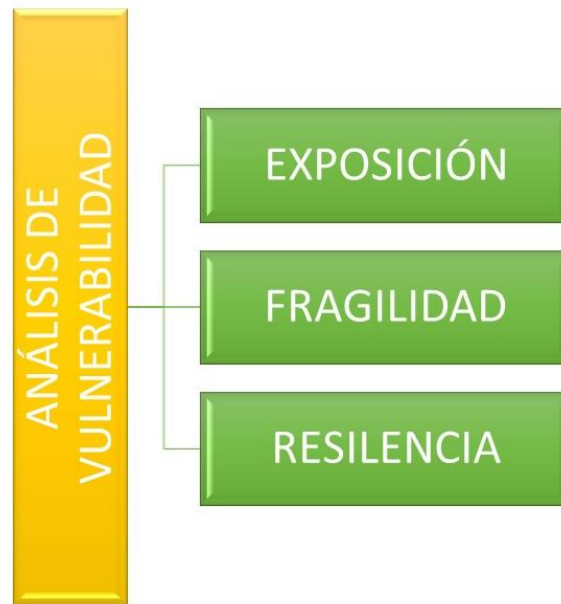 ANÁLISIS DE
VULNERABILIDAD
EXPOSICIÓN
FRAGILIDAD
RESILENCIA